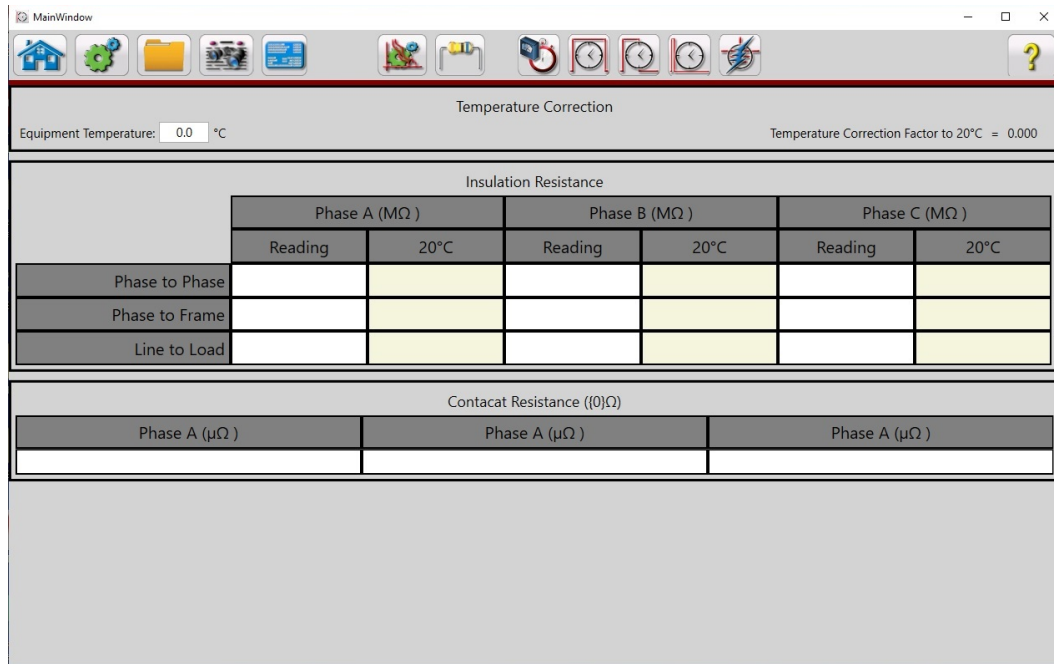 MainWindow
?
Temperature Correction
Equipment Temperature: 0.0 °C
Temperature Correction Factor to 20°C = 0.000
Insulation Resistance
Phase A (MΩ ) Phase B (MΩ ) Phase C (MΩ )
Reading 20°C Reading 20°C Reading 20°C
Phase to Phase
Phase to Frame
Line to Load
Contacat Resistance ({0}Ω)
Phase A (µΩ ) Phase A (µΩ ) Phase A (µΩ )